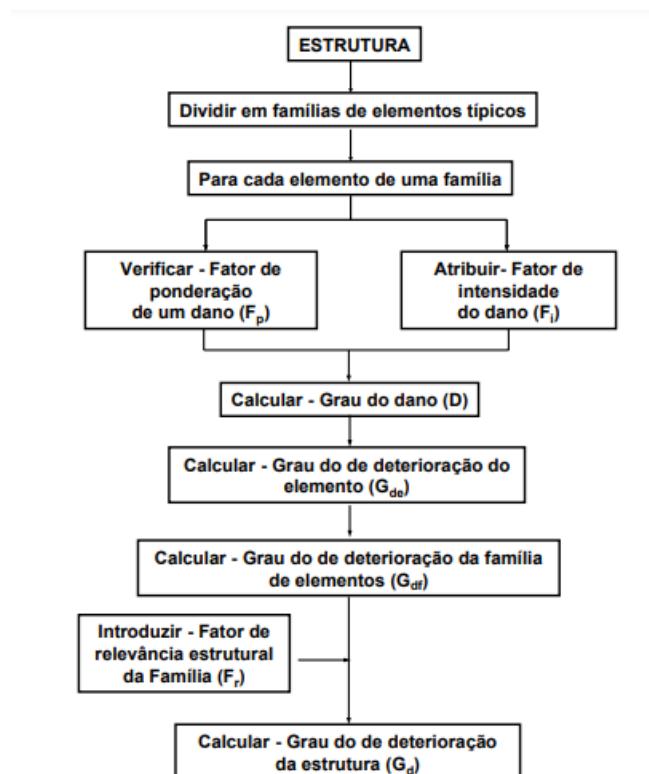 ESTRUTURA
Dividir em famílias de elementos típicos
Para cada elemento de uma família
Verificar - Fator de
ponderação
de um dano (Fp)
Atribuir- Fator de
intensidade
do dano (Fi)
Calcular - Grau do dano (D)
Calcular - Grau do de deterioração do
elemento (Gde)
Calcular - Grau do de deterioração da família
de elementos (Gdf)
Introduzir - Fator de
relevância estrutural
da Família (Fr)
Calcular - Grau do de deterioração
da estrutura (Gd)